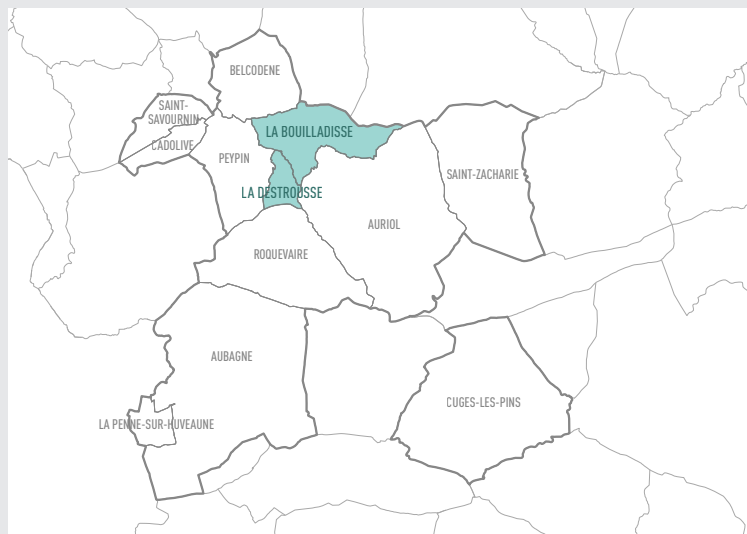 BELCODENE
SAINT-
SAVOURNIN
LA BOUILLADISSE
CADOLIVE
PEYPIN
SAINT-ZACHARIE
LA DESTROUSSE
AURIOL
ROQUEVAIRE
AUBAGNE
CUGES-LES-PINS
LA PENNE-SUR-HUVEAUNE